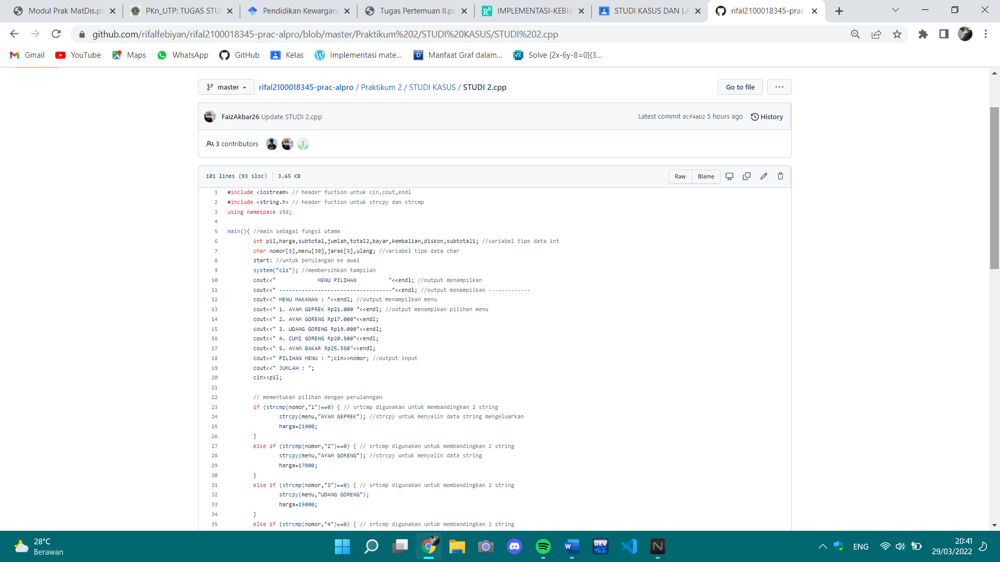 Modul Prak MatDis.pd
PKn_UTP: TUGAS STU
Pendidikan Kewargan
Tugas Pertemuan II.pd
IMPLEMENTASI-KEBIJA
STUDI KASUS DAN LA
rifal2100018345-prac-
github.com/rifalfebiyan/rifal2100018345-prac-alpro/blob/master/Praktikum%202/STUDI%20KASUS/STUDI%202.cpp
Gmail
YouTube
Maps
WhatsApp
GitHub
Kelas
Implementasi mate...
Manfaat Graf dalam...
Solve {2x-6y-8=0}{3...
master
rifal2100018345-prac-alpro / Praktikum 2 / STUDI KASUS / STUDI 2.cpp
Go to file
FaizAkbar26 Update STUDI 2.cpp
Latest commit dcf4ab2 5 hours ago
History
3 contributors
101 lines (93 sloc)
3.65 KB
Raw
Blame
1 #include <iostream> // header fuction untuk cin,cout,endl
2 #include <string.h> // header fuction untuk strcpy dan strcmp
3 using namespace std;
4
5 main(){ //main sebagai fungsi utama
6 int pil,harga,subtotal,jumlah,total2,bayar,kembalian,diskon,subtotal1; //variabel tipe data int
7 char nomor[5],menu[30],jarak[5],ulang; //variabel tipe data char
8 start: //untuk perulangan ke awal
9 system("cls"); //membersihkan tampilan
10 cout<<"             MENU PILIHAN          "<<endl; //output menampilkan
11 cout<<" -----------------------------------"<<endl; //output menampilkan -------------
12 cout<<" MENU MAKANAN : "<<endl; //output menampilkan menu
13 cout<<" 1. AYAM GEPREK Rp21.000 "<<endl; //output menampikan pilihan menu
14 cout<<" 2. AYAM GORENG Rp17.000"<<endl;
15 cout<<" 3. UDANG GORENG Rp19.000"<<endl;
16 cout<<" 4. CUMI GORENG Rp20.500"<<endl;
17 cout<<" 5. AYAM BAKAR Rp25.550"<<endl;
18 cout<<" PILIHAN MENU : ";cin>>nomor; //output input
19 cout<<" JUMLAH : ";
20 cin>>pil;
21
22 // mementukan pilihan dengan perulanngan
23 if (strcmp(nomor,"1")==0) { // srtcmp digunakan untuk membandingkan 2 string
24 strcpy(menu,"AYAM GEPREK"); //strcpy untuk menyalin data string mengeluarkan
25 harga=21000;
26 }
27 else if (strcmp(nomor,"2")==0) { // srtcmp digunakan untuk membandingkan 2 string
28 strcpy(menu,"AYAM GORENG"); //strcpy untuk menyalin data string
29 harga=17000;
30 }
31 else if (strcmp(nomor,"3")==0) { // srtcmp digunakan untuk membandingkan 2 string
32 strcpy(menu,"UDANG GORENG");
33 harga=19000;
34 }
35 else if (strcmp(nomor,"4")==0) { // srtcmp digunakan untuk membandingkan 2 string
28°C
Berawan
ENG
20:41
29/03/2022